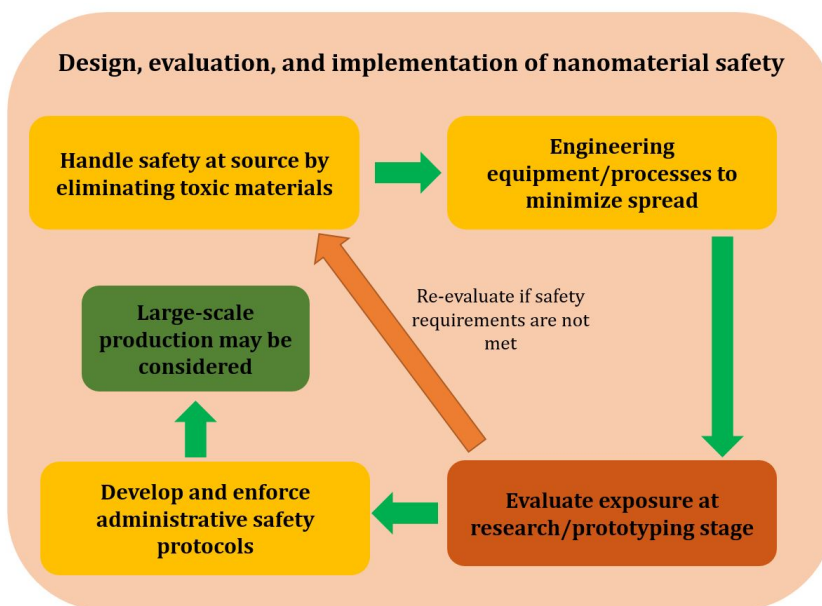 Design, evaluation, and implementation of nanomaterial safety
Handle safety at source by
eliminating toxic materials
Engineering
equipment/processes to
minimize spread
Re-evaluate if safety
requirements are not
met
Large-scale
production may be
considered
Develop and enforce
administrative safety
protocols
Evaluate exposure at
research/prototyping stage